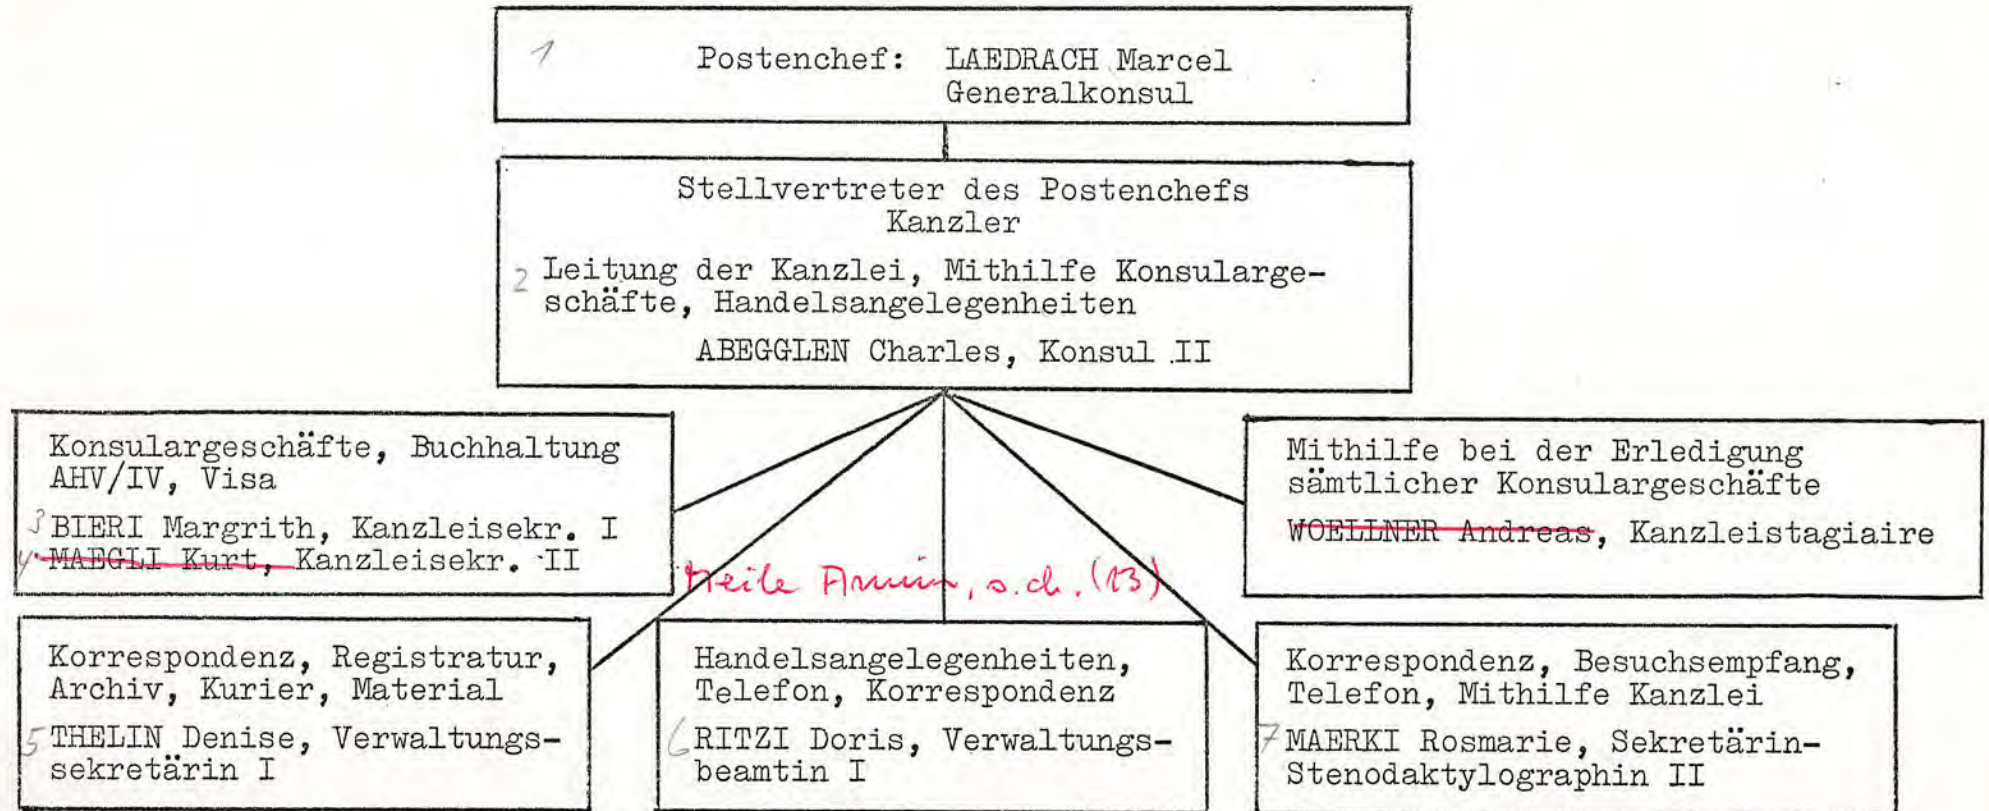 1 Postenchef: LAEDRACH Marcel
Generalkonsul
Stellvertreter des Postenchefs
Kanzler
2 Leitung der Kanzlei, Mithilfe Konsularge-
schäfte, Handelsangelegenheiten
ABEGGLEN Charles, Konsul II
Konsulargeschäfte, Buchhaltung
AHV/IV, Visa
3 BIERI Margrith, Kanzleisekr. I
4 MAEGLI Kurt, Kanzleisekr. II
Mithilfe bei der Erledigung
sämtlicher Konsulargeschäfte
WOELLNER Andreas, Kanzleistagiaire
Armin, s.ch. (13)
Korrespondenz, Registratur,
Archiv, Kurier, Material
5 THELIN Denise, Verwaltungs-
sekretärin I
Handelsangelegenheiten,
Telefon, Korrespondenz
6 RITZI Doris, Verwaltungs-
beamtin I
Korrespondenz, Besuchsempfang,
Telefon, Mithilfe Kanzlei
7 MAERKI Rosmarie, Sekretärin-
Stenodaktylographin II